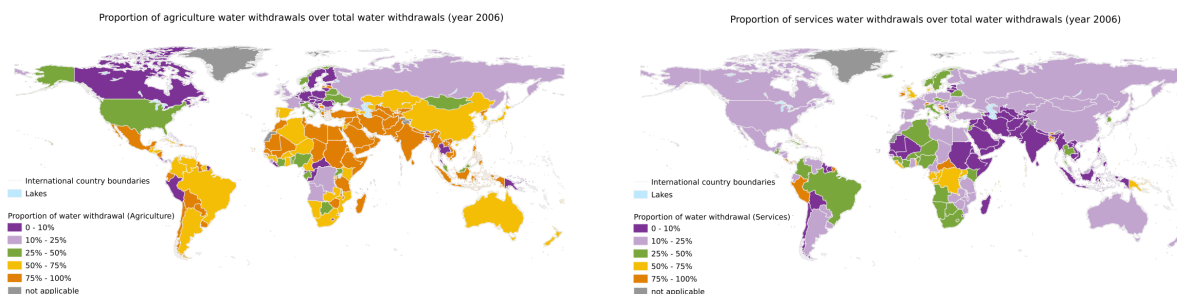 Proportion of agriculture water withdrawals over total water withdrawals (year 2006)
International country boundaries
Lakes
Proportion of water withdrawal (Agriculture)
0 - 10%
10% - 25%
25% - 50%
50% - 75%
75% - 100%
not applicable
Proportion of services water withdrawals over total water withdrawals (year 2006)
International country boundaries
Lakes
Proportion of water withdrawal (Services)
0 - 10%
10% - 25%
25% - 50%
50% - 75%
75% - 100%
not applicable